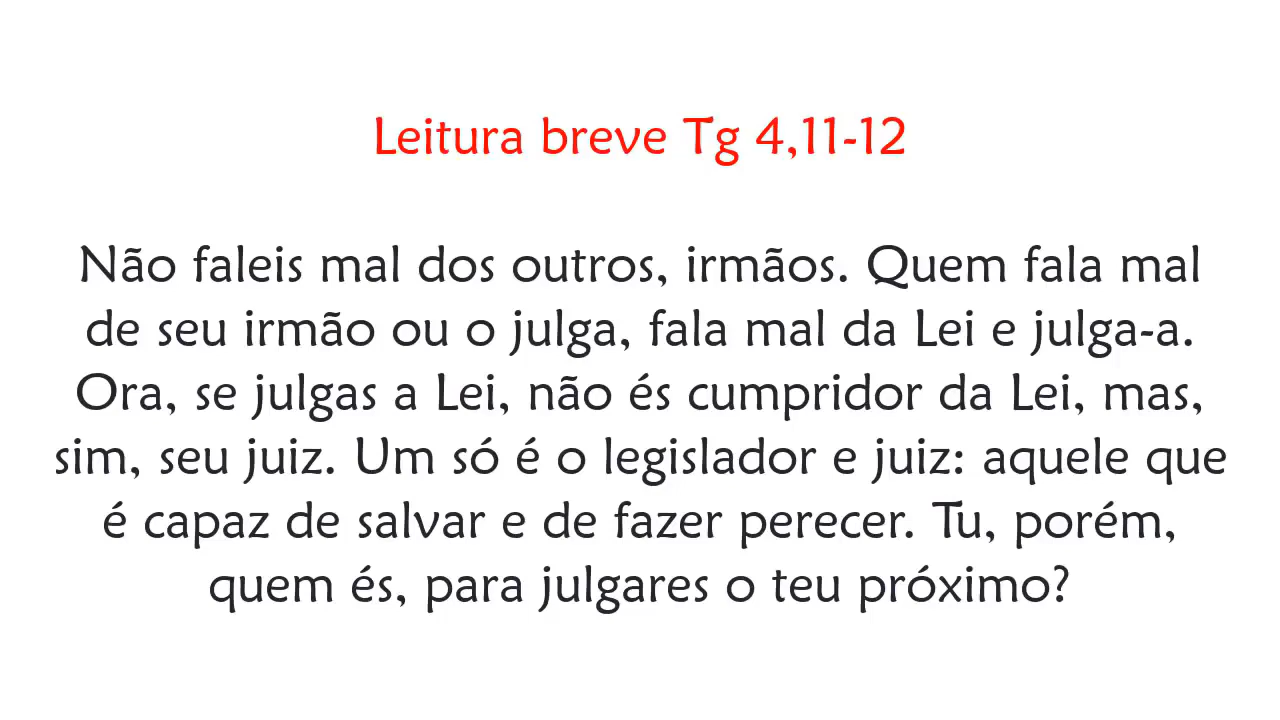 Leitura breve Tg 4,11-12
Não faleis mal dos outros, irmãos. Quem fala mal
de seu irmão ou o julga, fala mal da Lei e julga-a.
Ora, se julgas a Lei, não és cumpridor da Lei, mas,
sim, seu juiz. Um só é o legislador e juiz: aquele que
é capaz de salvar e de fazer perecer. Tu, porém,
quem és, para julgares o teu próximo?